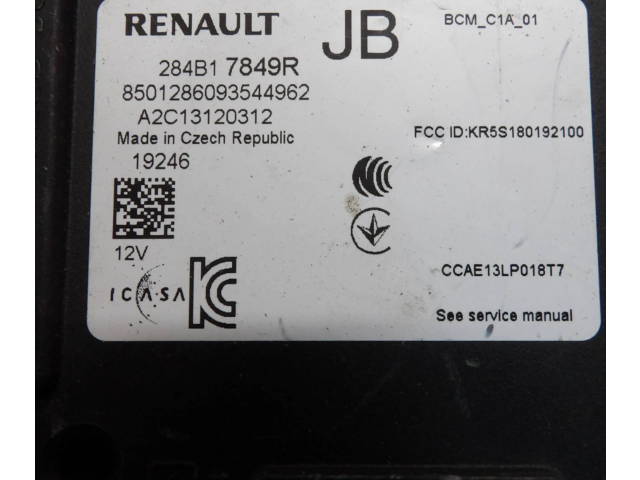 RENAULT JB BCM_C1A_01
284B1 7849R
8501286093544962
A2C13120312
Made in Czech Republic
FCC ID:KR5S180192100
19246
12V
CCAE13LP018T7
ICASA
See service manual